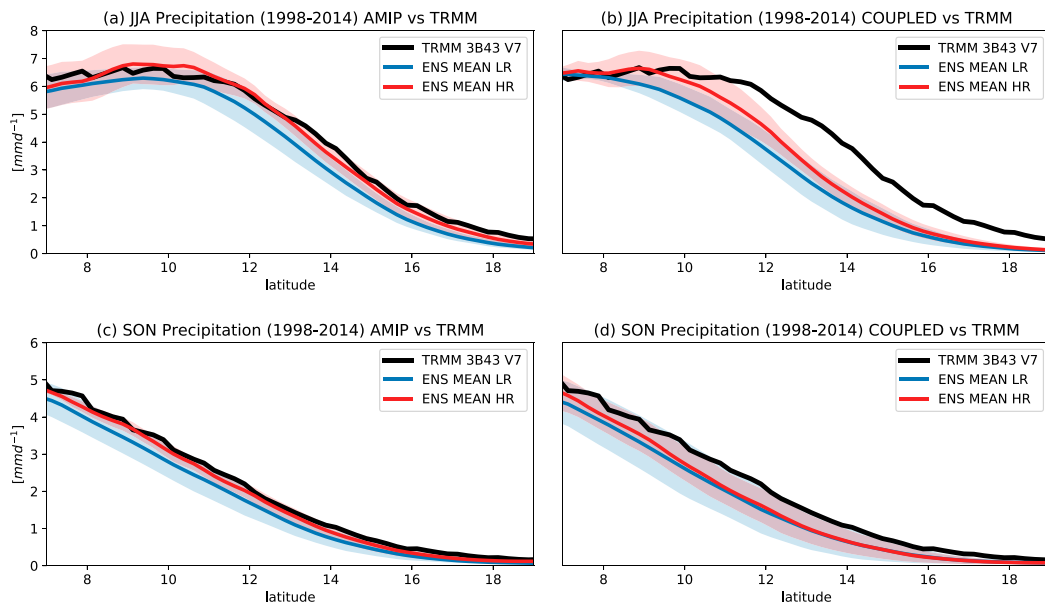 (a) JJA Precipitation (1998-2014) AMIP vs TRMM
8
7
6
5
4
3
2
1
0
[mmd⁻¹]
TRMM 3B43 V7
ENS MEAN LR
ENS MEAN HR
8 10 12 14 16 18
latitude
(b) JJA Precipitation (1998-2014) COUPLED vs TRMM
TRMM 3B43 V7
ENS MEAN LR
ENS MEAN HR
8 10 12 14 16 18
latitude
(c) SON Precipitation (1998-2014) AMIP vs TRMM
6
5
4
3
2
1
0
[mmd⁻¹]
TRMM 3B43 V7
ENS MEAN LR
ENS MEAN HR
8 10 12 14 16 18
latitude
(d) SON Precipitation (1998-2014) COUPLED vs TRMM
TRMM 3B43 V7
ENS MEAN LR
ENS MEAN HR
8 10 12 14 16 18
latitude